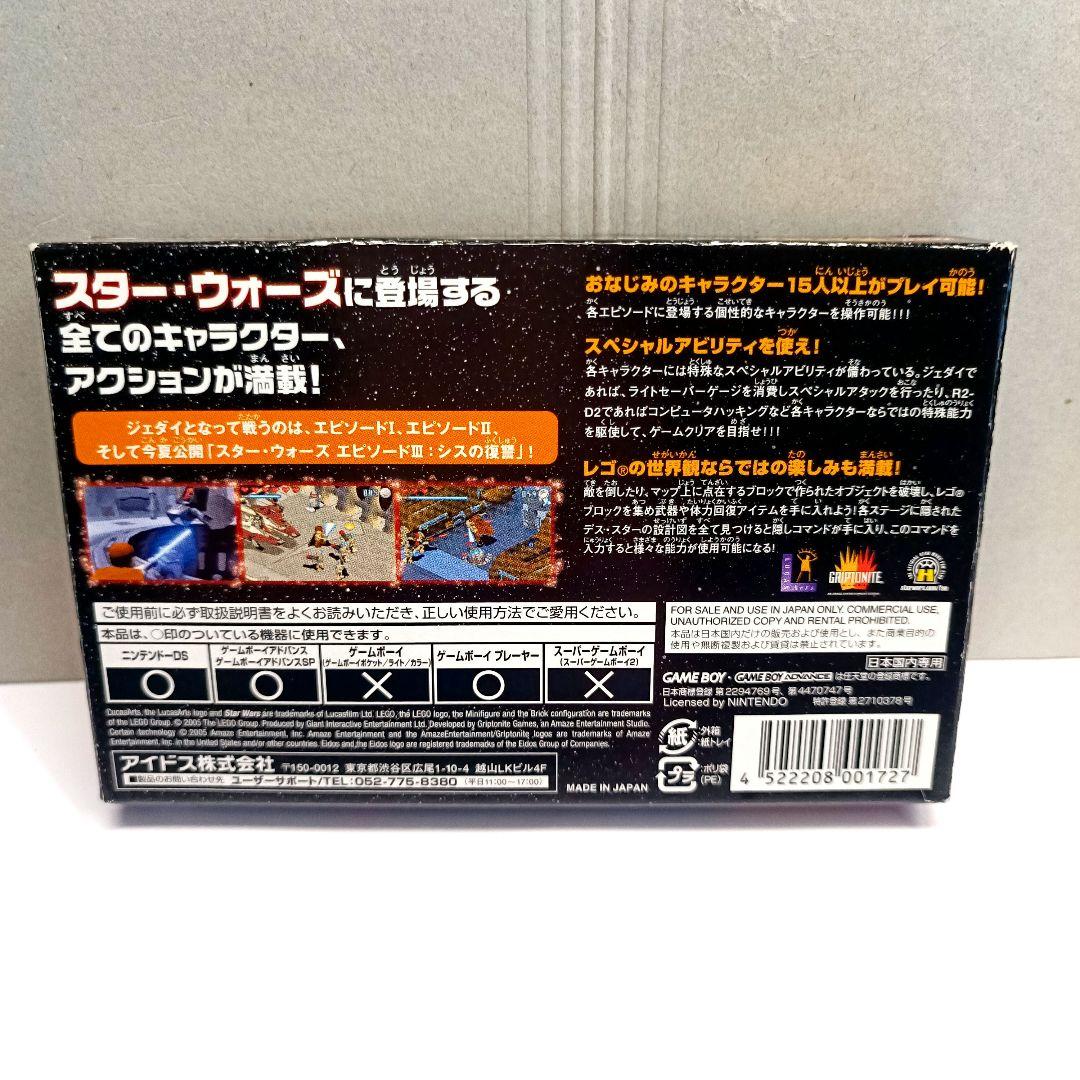 スター・ウォーズに登場する
全てのキャラクター、
アクションが満載!
ジェダイとなって戦うのは、エピソードⅠ、エピソードⅡ、
そして今夏公開「スター・ウォーズ エピソードⅢ:シスの復讐」!
おなじみのキャラクター15人以上がプレイ可能!
各エピソードに登場する個性的なキャラクターを操作可能!!!
スペシャルアビリティを使え!
各キャラクターには特殊なスペシャルアビリティが備わっている。ジェダイで
あれば、ライトセーバーゲージを消費しスペシャルアタックを行ったり、R2-
D2であればコンピュータハッキングなど各キャラクターならではの特殊能力
を駆使して、ゲームクリアを目指せ!!!
レゴ®の世界観ならではの楽しみも満載!
敵を倒したり、マップ上に点在するブロックで作られたオブジェクトを破壊し、レゴ®
ブロックを集め武器や体力回復アイテムを手に入れよう!各ステージに隠された
デス・スターの設計図を全て見つけると隠しコマンドが手に入り、このコマンドを
入力すると様々な能力が使用可能になる!
GRIPTONITE
ご使用前に必ず取扱説明書をよくお読みいただき、正しい使用方法でご愛用ください。
本品は、○印のついている機器に使用できます。
ニンテンドーDS
ゲームボーイアドバンス
ゲームボーイアドバンスSP
ゲームボーイ
(ゲームボーイポケット/ライト/カラー)
ゲームボーイ プレーヤー
スーパーゲームボーイ
(スーパーゲームボーイ2)
○ ○ × ○ ×
FOR SALE AND USE IN JAPAN ONLY. COMMERCIAL USE,
UNAUTHORIZED COPY AND RENTAL PROHIBITED.
本品は日本国内だけの販売および使用とし、また商業目的の
使用や無断複製および賃貸は禁止されています。
日本国内専用
GAME BOY・GAME BOY ADVANCE は任天堂の登録商標です。
日本商標登録 第2294769号、第4470747号
Licensed by NINTENDO 特許登録 第2710378号
LucasArts, the LucasArts logo and Star Wars are trademarks of Lucasfilm Ltd. LEGO, the LEGO logo, the Minifigure and the Brick configuration are trademarks
of the LEGO Group. © 2005 The LEGO Group. Produced by Giant Interactive Entertainment Ltd. Developed by Griptonite Games, an Amaze Entertainment Studio.
Certain technology © 2005 Amaze Entertainment, Inc. Amaze Entertainment and the AmazeEntertainment/Griptonite logos are trademarks of Amaze
Entertainment, Inc. in the United States and/or other countries. Eidos and the Eidos logo are registered trademarks of the Eidos Group of Companies.
アイドス株式会社 〒150-0012 東京都渋谷区広尾1-10-4 越山LKビル4F
■製品のお問い合わせ先 ユーザーサポート/TEL:052-775-8380 (平日11:00〜17:00)
MADE IN JAPAN
紙 外箱
紙トレイ
プラ ポリ袋
(PE)
4 522208 001727